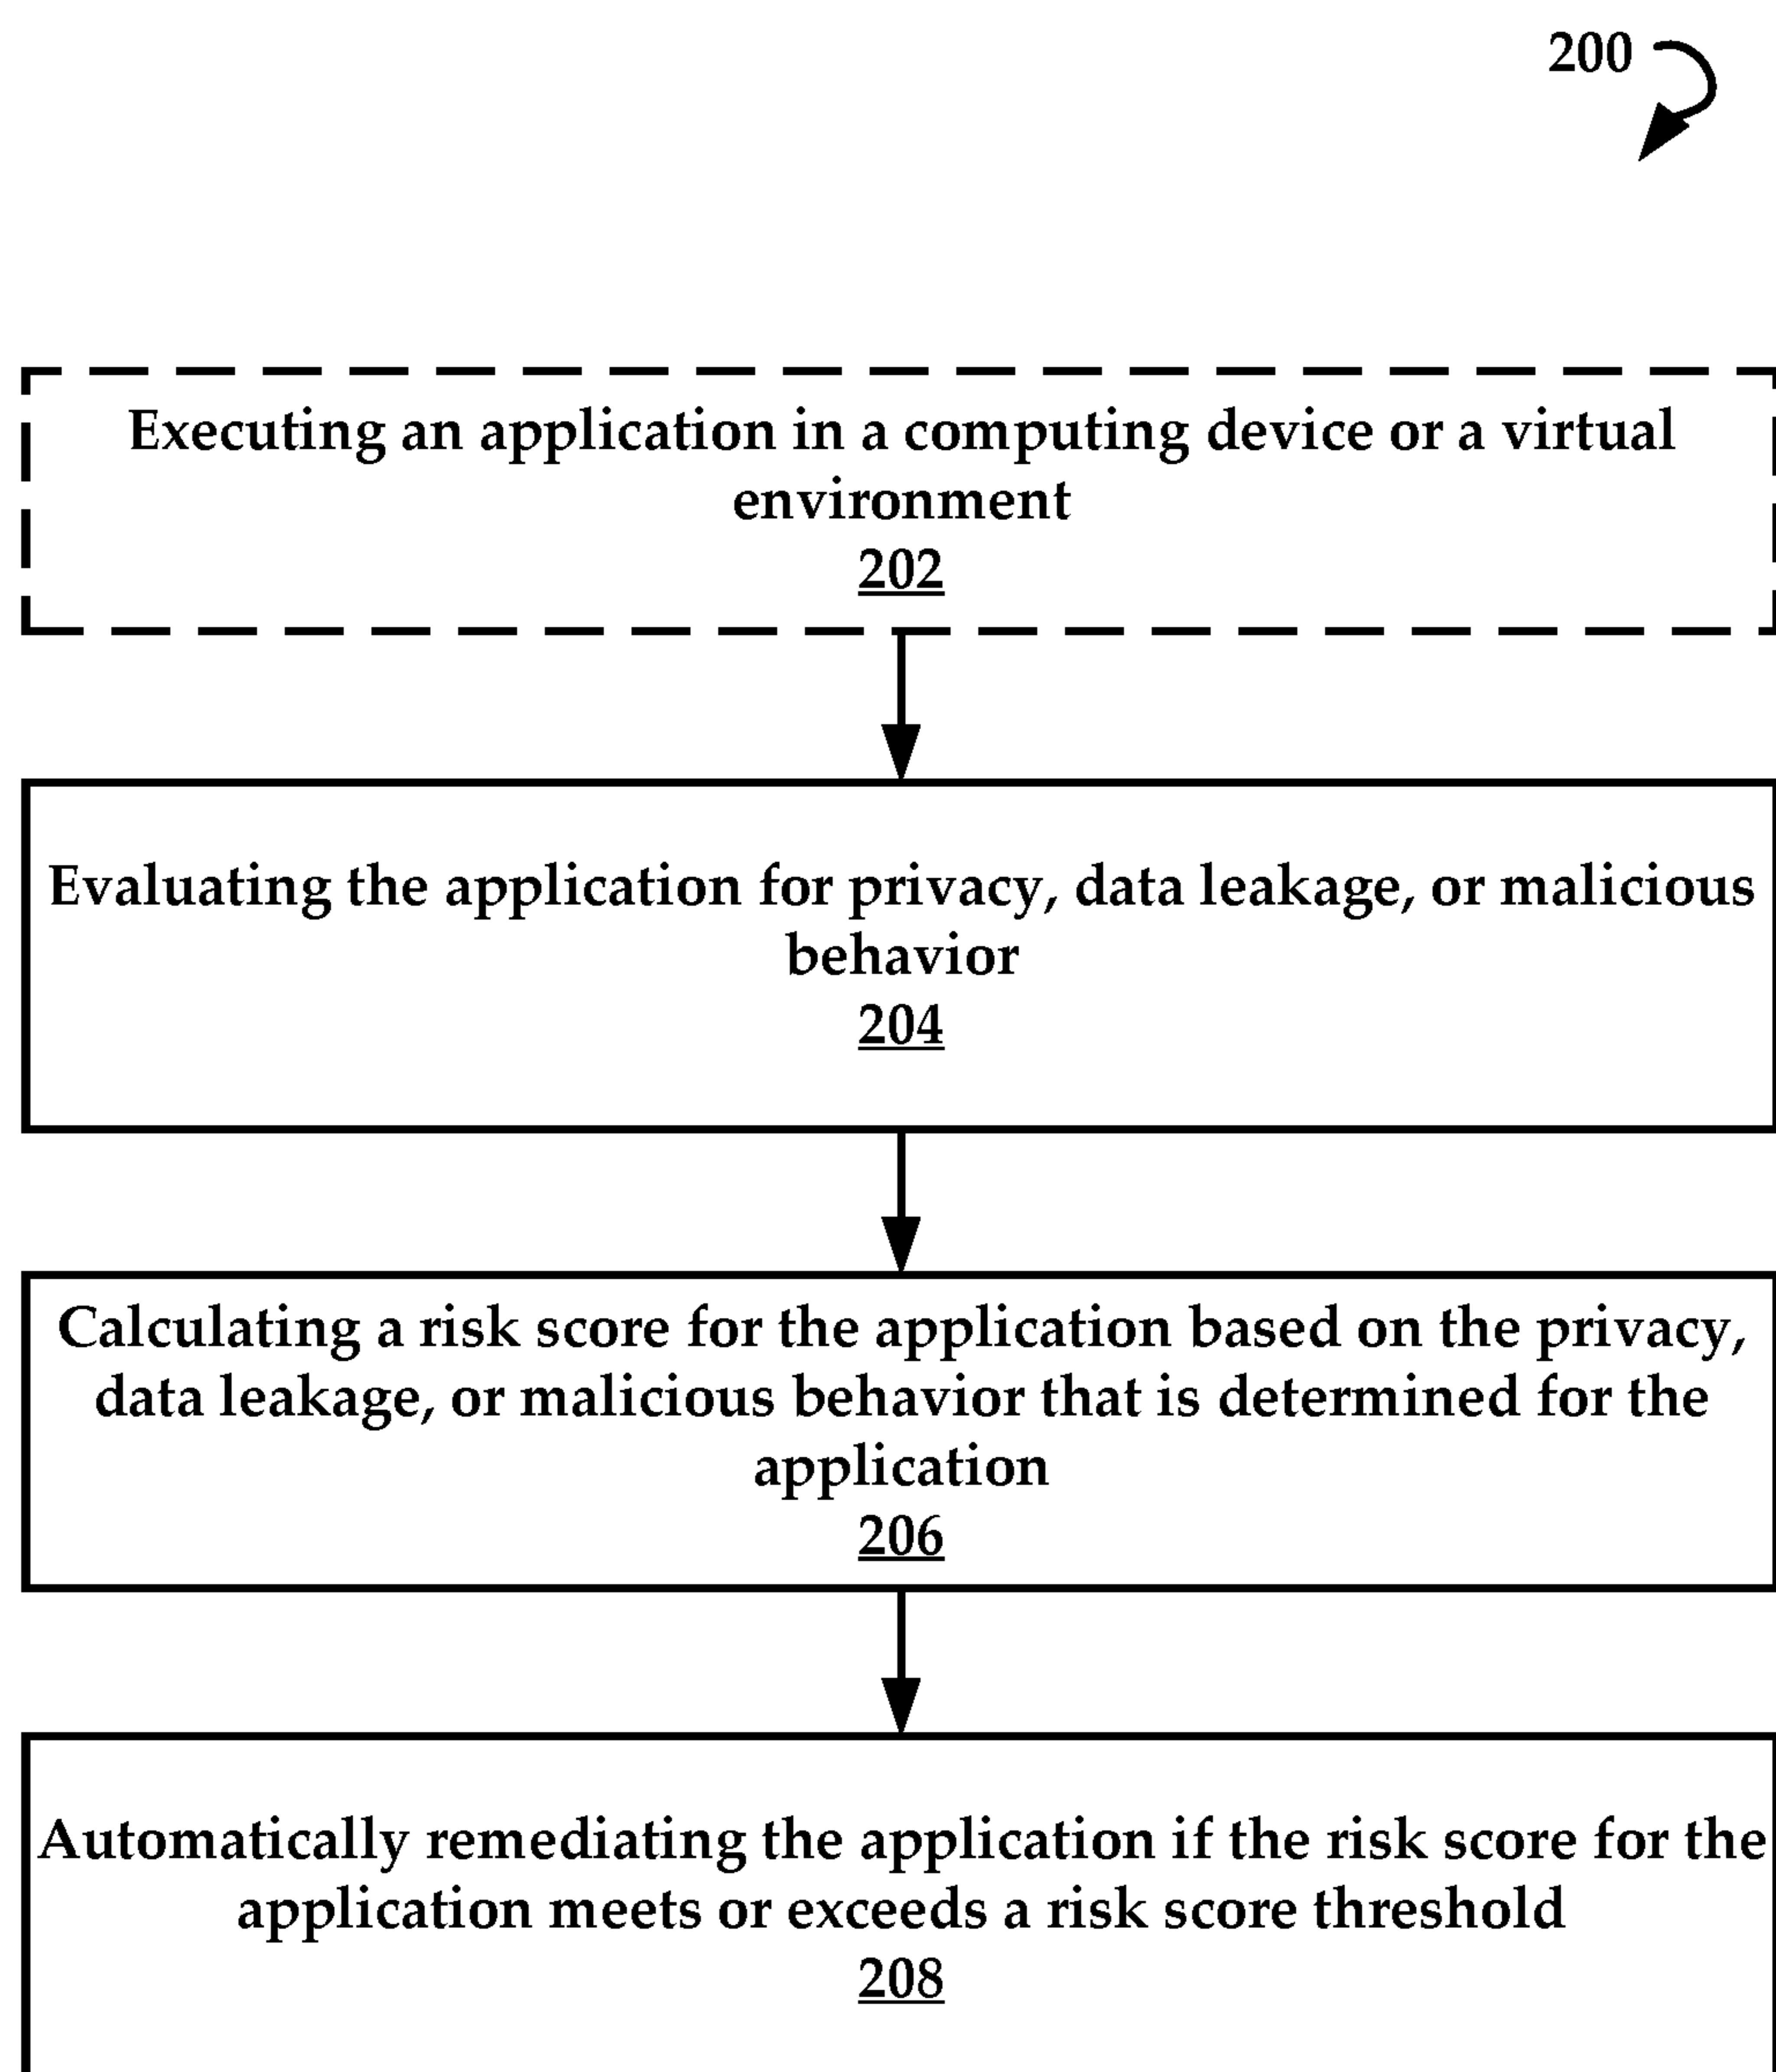 200
Executing an application in a computing device or a virtual
environment
202
Evaluating the application for privacy, data leakage, or malicious
behavior
204
Calculating a risk score for the application based on the privacy,
data leakage, or malicious behavior that is determined for the
application
206
Automatically remediating the application if the risk score for the
application meets or exceeds a risk score threshold
208